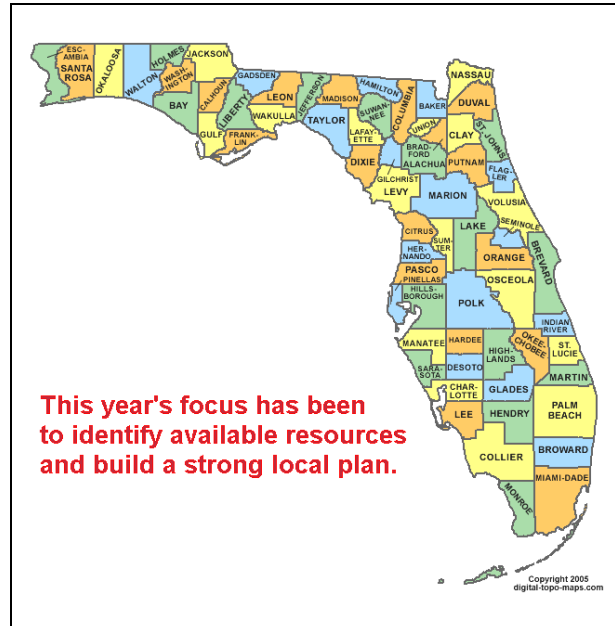 ESC-
AMBIA
SANTA
ROSA
OKALOOSA
WALTON
HOLMES
WASH-
INGTON
JACKSON
BAY
CALHOUN
GULF
LIBERTY
GADSDEN
FRANK-
LIN
LEON
WAKULLA
JEFFERSON
MADISON
TAYLOR
HAMILTON
SUWAN-
NEE
LAFAY-
ETTE
DIXIE
COLUMBIA
BAKER
UNION
BRAD-
FORD
ALACHUA
GILCHRIST
LEVY
NASSAU
DUVAL
CLAY
ST JOHNS
PUTNAM
FLAG-
LER
MARION
VOLUSIA
SEMINOLE
LAKE
CITRUS
SUM-
TER
HER-
NANDO
PASCO
PINELLAS
HILLS-
BOROUGH
ORANGE
BREVARD
OSCEOLA
POLK
INDIAN
RIVER
MANATEE
HARDEE
HIGH-
LANDS
OKEE-
CHOBEE
ST.
LUCIE
SARA-
SOTA
DESOTO
MARTIN
CHAR-
LOTTE
GLADES
LEE
HENDRY
PALM
BEACH
COLLIER
BROWARD
MONROE
MIAMI-DADE
This year's focus has been
to identify available resources
and build a strong local plan.
Copyright 2005
digital-topo-maps.com